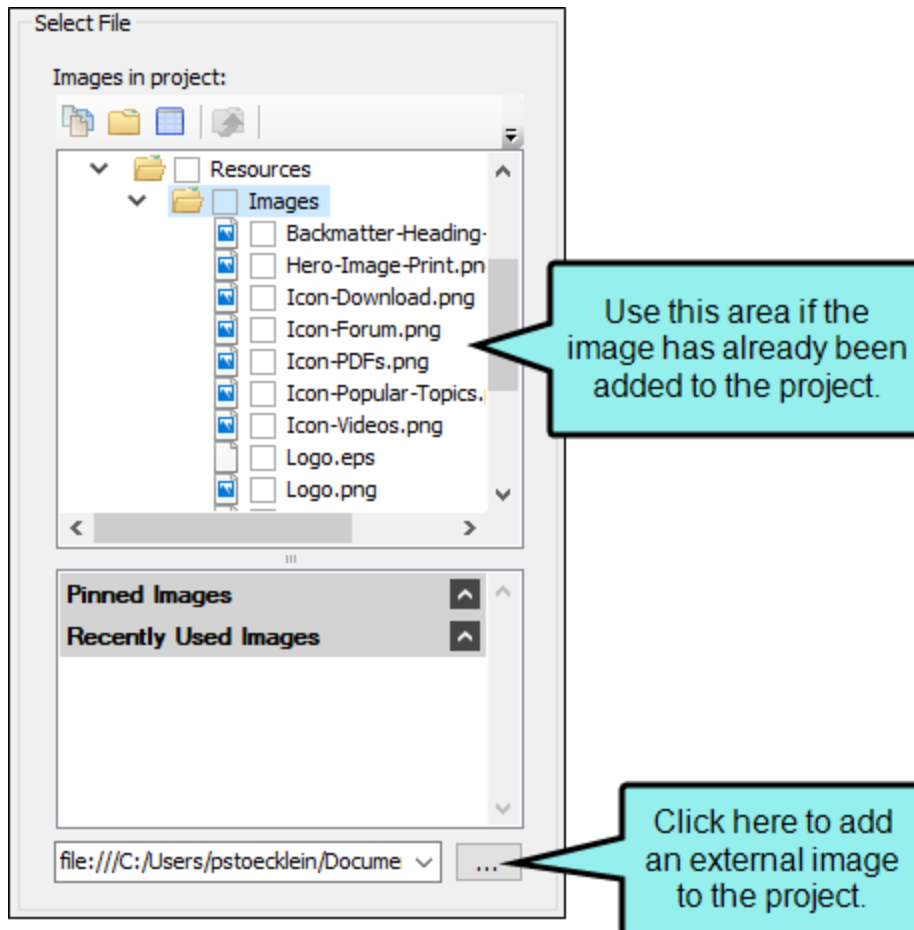 Select File
Images in project:
Resources
Images
Backmatter-Heading-
Hero-Image-Print.pn
Icon-Download.png
Icon-Forum.png
Icon-PDFs.png
Icon-Popular-Topics.
Icon-Videos.png
Logo.eps
Logo.png
Use this area if the
image has already been
added to the project.
Pinned Images
Recently Used Images
file:///C:/Users/pstoecklein/Docume
...
Click here to add
an external image
to the project.